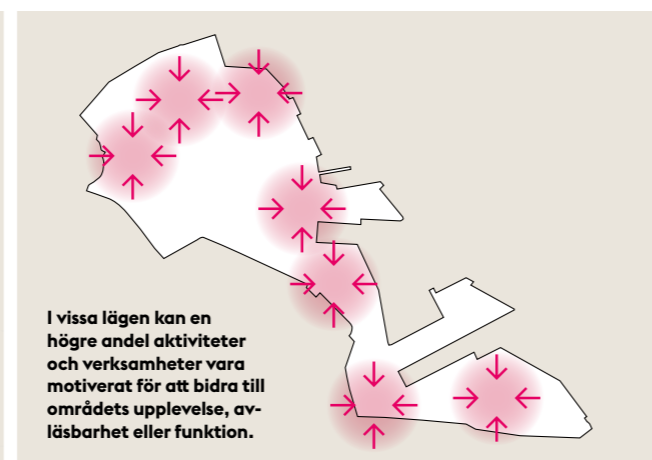 I vissa lägen kan en
högre andel aktiviteter
och verksamheter vara
motiverat för att bidra till
områdets upplevelse, av-
läsbarhet eller funktion.